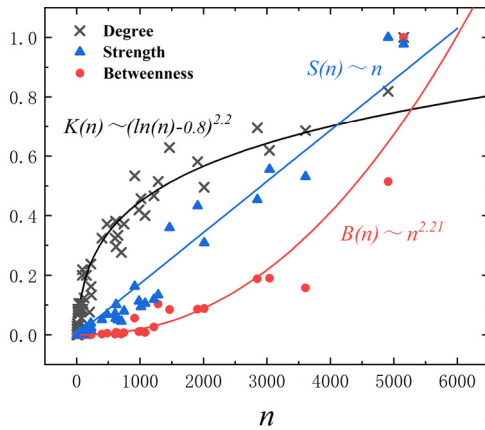 Degree
Strength
Betweenness
S(n)~n
K(n)~(ln(n)-0.8)^2.2
B(n)~n^2.21
1.0
0.8
0.6
0.4
0.2
0.0
0 1000 2000 3000 4000 5000 6000
n